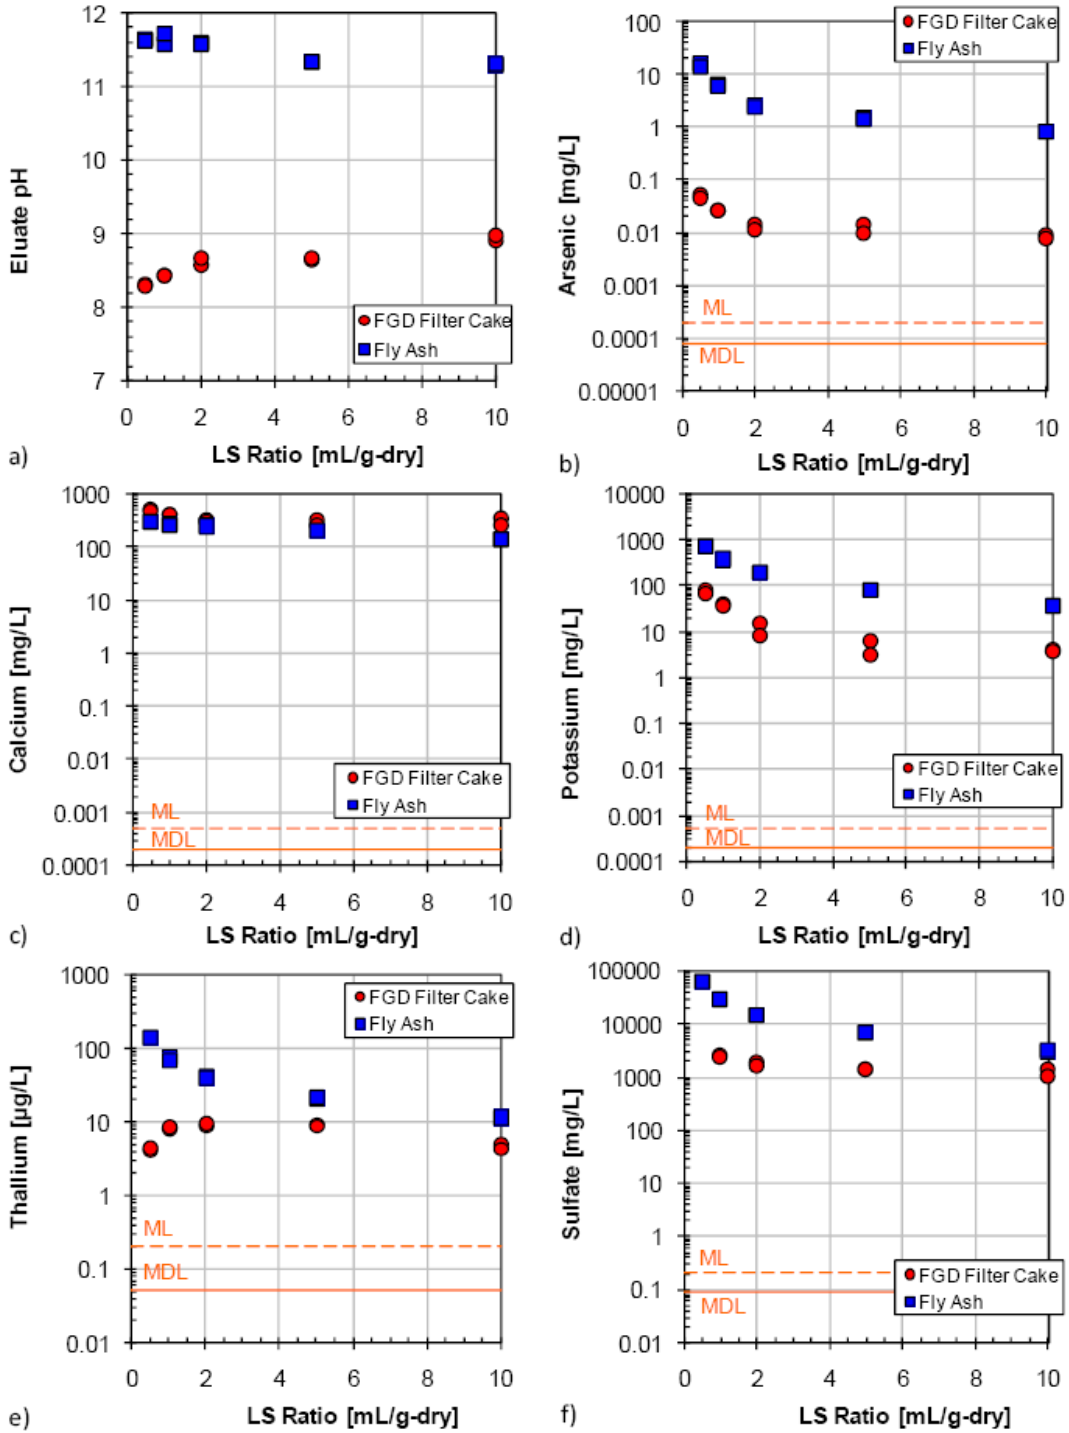 12
11
10
9
8
7
Eluate pH
FGD Filter Cake
Fly Ash
0 2 4 6 8 10
LS Ratio [mL/g-dry]
a)
100
10
1
0.1
0.01
0.001
0.0001
0.00001
Arsenic [mg/L]
FGD Filter Cake
Fly Ash
ML
MDL
0 2 4 6 8 10
LS Ratio [mL/g-dry]
b)
1000
100
10
1
0.1
0.01
0.001
0.0001
Calcium [mg/L]
FGD Filter Cake
Fly Ash
ML
MDL
0 2 4 6 8 10
LS Ratio [mL/g-dry]
c)
10000
1000
100
10
1
0.1
0.01
0.001
0.0001
Potassium [mg/L]
FGD Filter Cake
Fly Ash
ML
MDL
0 2 4 6 8 10
LS Ratio [mL/g-dry]
d)
1000
100
10
1
0.1
0.01
Thallium [µg/L]
FGD Filter Cake
Fly Ash
ML
MDL
0 2 4 6 8 10
LS Ratio [mL/g-dry]
e)
100000
10000
1000
100
10
1
0.1
0.01
Sulfate [mg/L]
ML
MDL
FGD Filter Cake
Fly Ash
0 2 4 6 8 10
LS Ratio [mL/g-dry]
f)